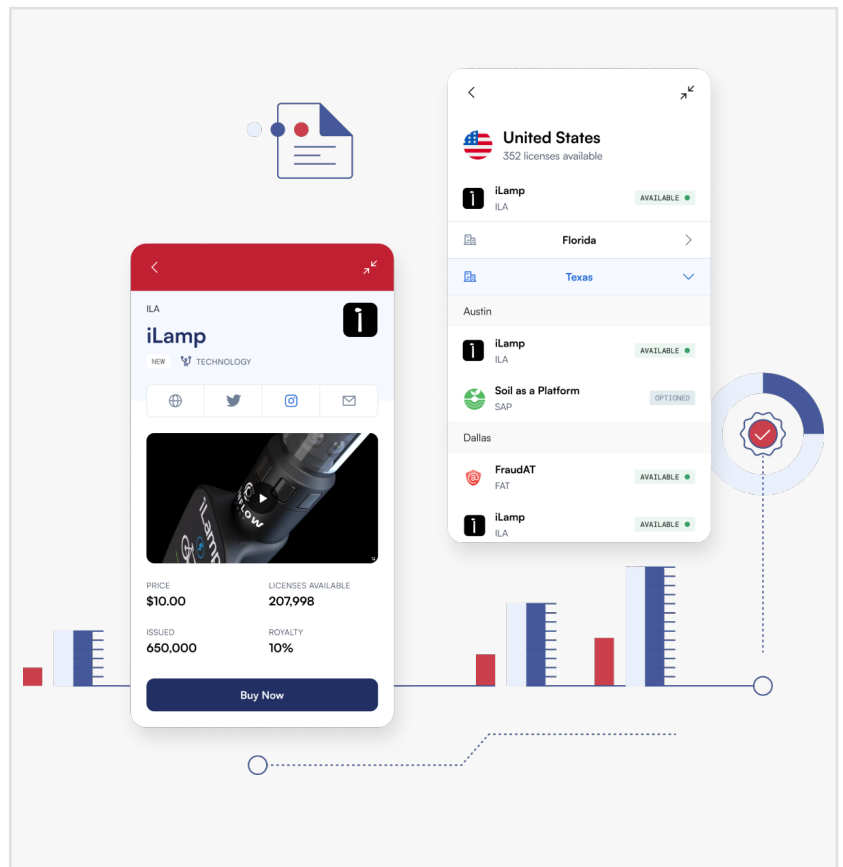 United States
352 licenses available
iLamp
ILA
AVAILABLE
Florida
Texas
Austin
iLamp
ILA
AVAILABLE
Soil as a Platform
SAP
OPTIONED
Dallas
FraudAT
FAT
AVAILABLE
iLamp
ILA
AVAILABLE
ILA
iLamp
NEW
TECHNOLOGY
iLamp
FLOW
PRICE
$10.00
LICENSES AVAILABLE
207,998
ISSUED
650,000
ROYALTY
10%
Buy Now